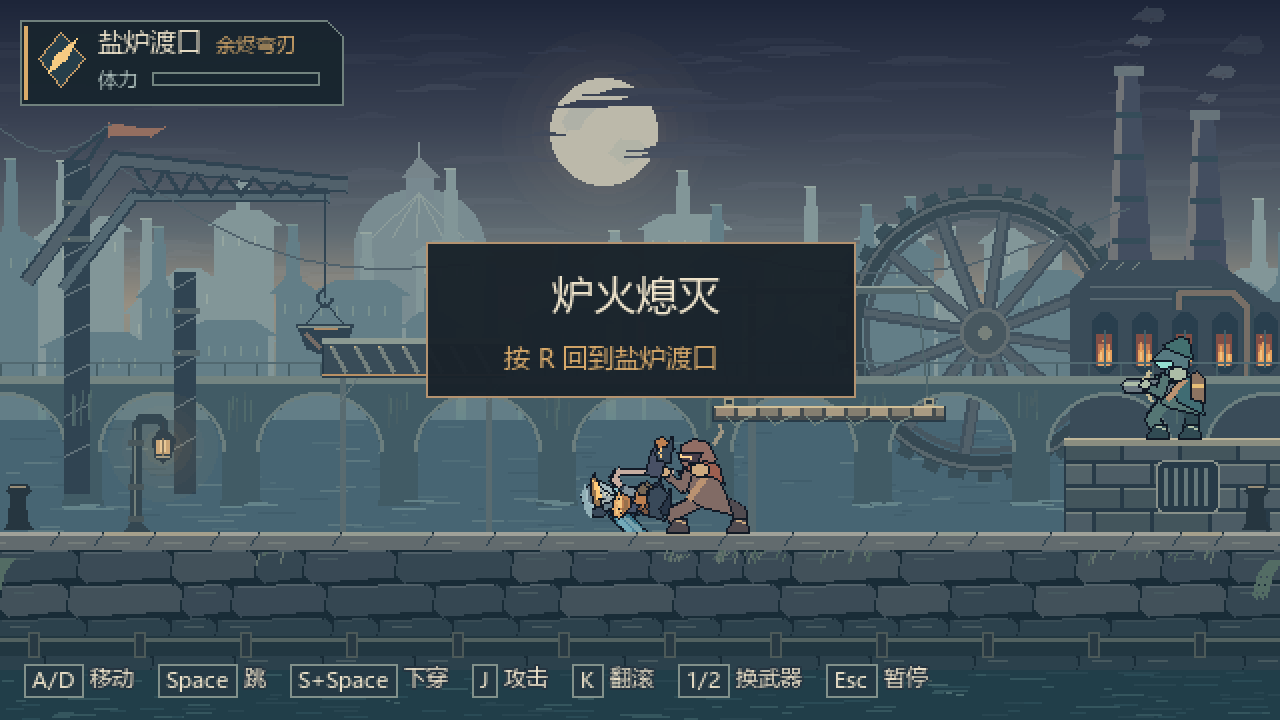 盐炉渡口 余烬弯刃
体力
炉火熄灭
按 R 回到盐炉渡口
A/D 移动 Space 跳 S+Space 下穿 J 攻击 K 翻滚 1/2 换武器 Esc 暂停